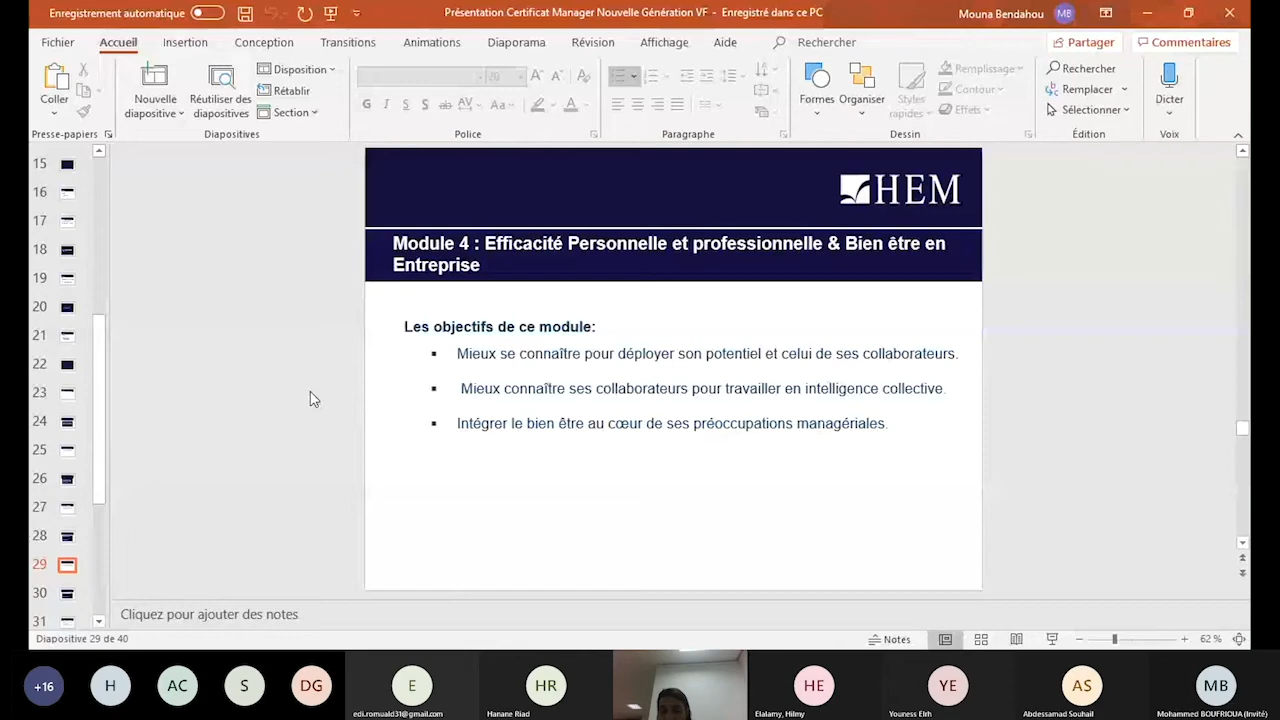 Enregistrement automatique
Présentation Certificat Manager Nouvelle Génération VF - Enregistré dans ce PC
Mouna Bendahou
MB
Fichier
Accueil
Insertion
Conception
Transitions
Animations
Diaporama
Révision
Affichage
Aide
Rechercher
Partager
Commentaires
Coller
Nouvelle
diapositive
Réutiliser des
diapositives
Disposition
Rétablir
Section
20
Formes
Organiser
Styles
rapides
Remplissage
Contour
Effets
Rechercher
Remplacer
Sélectionner
Dicter
Presse-papiers
Diapositives
Police
Paragraphe
Dessin
Édition
Voix
15
16
17
18
19
20
21
22
23
24
25
26
27
28
29
30
31
HEM
Module 4 : Efficacité Personnelle et professionnelle & Bien être en
Entreprise
Les objectifs de ce module:
▪ Mieux se connaître pour déployer son potentiel et celui de ses collaborateurs.
▪ Mieux connaître ses collaborateurs pour travailler en intelligence collective.
▪ Intégrer le bien être au cœur de ses préoccupations managériales.
Cliquez pour ajouter des notes
Diapositive 29 de 40
Notes
62 %
+16
H
AC
S
DG
E
edi.romuald31@gmail.com
HR
Hanane Riad
HE
Elalamy, Hilmy
YE
Youness Elrh
AS
Abdessamad Souhail
MB
Mohammed BOUFRIOUA (Invité)